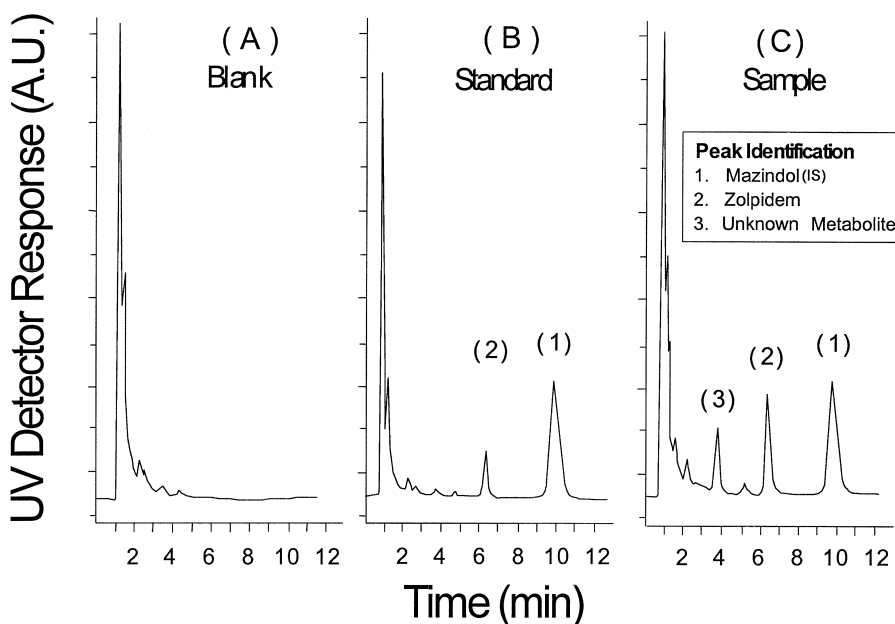 UV Detector Response (A.U.)
(A)
Blank
(B)
Standard
(C)
Sample
Peak Identification
1. Mazindol(IS)
2. Zolpidem
3. Unknown Metabolite
(2)
(1)
(3)
(2)
(1)
2 4 6 8 10 12
2 4 6 8 10 12
2 4 6 8 10 12
Time (min)